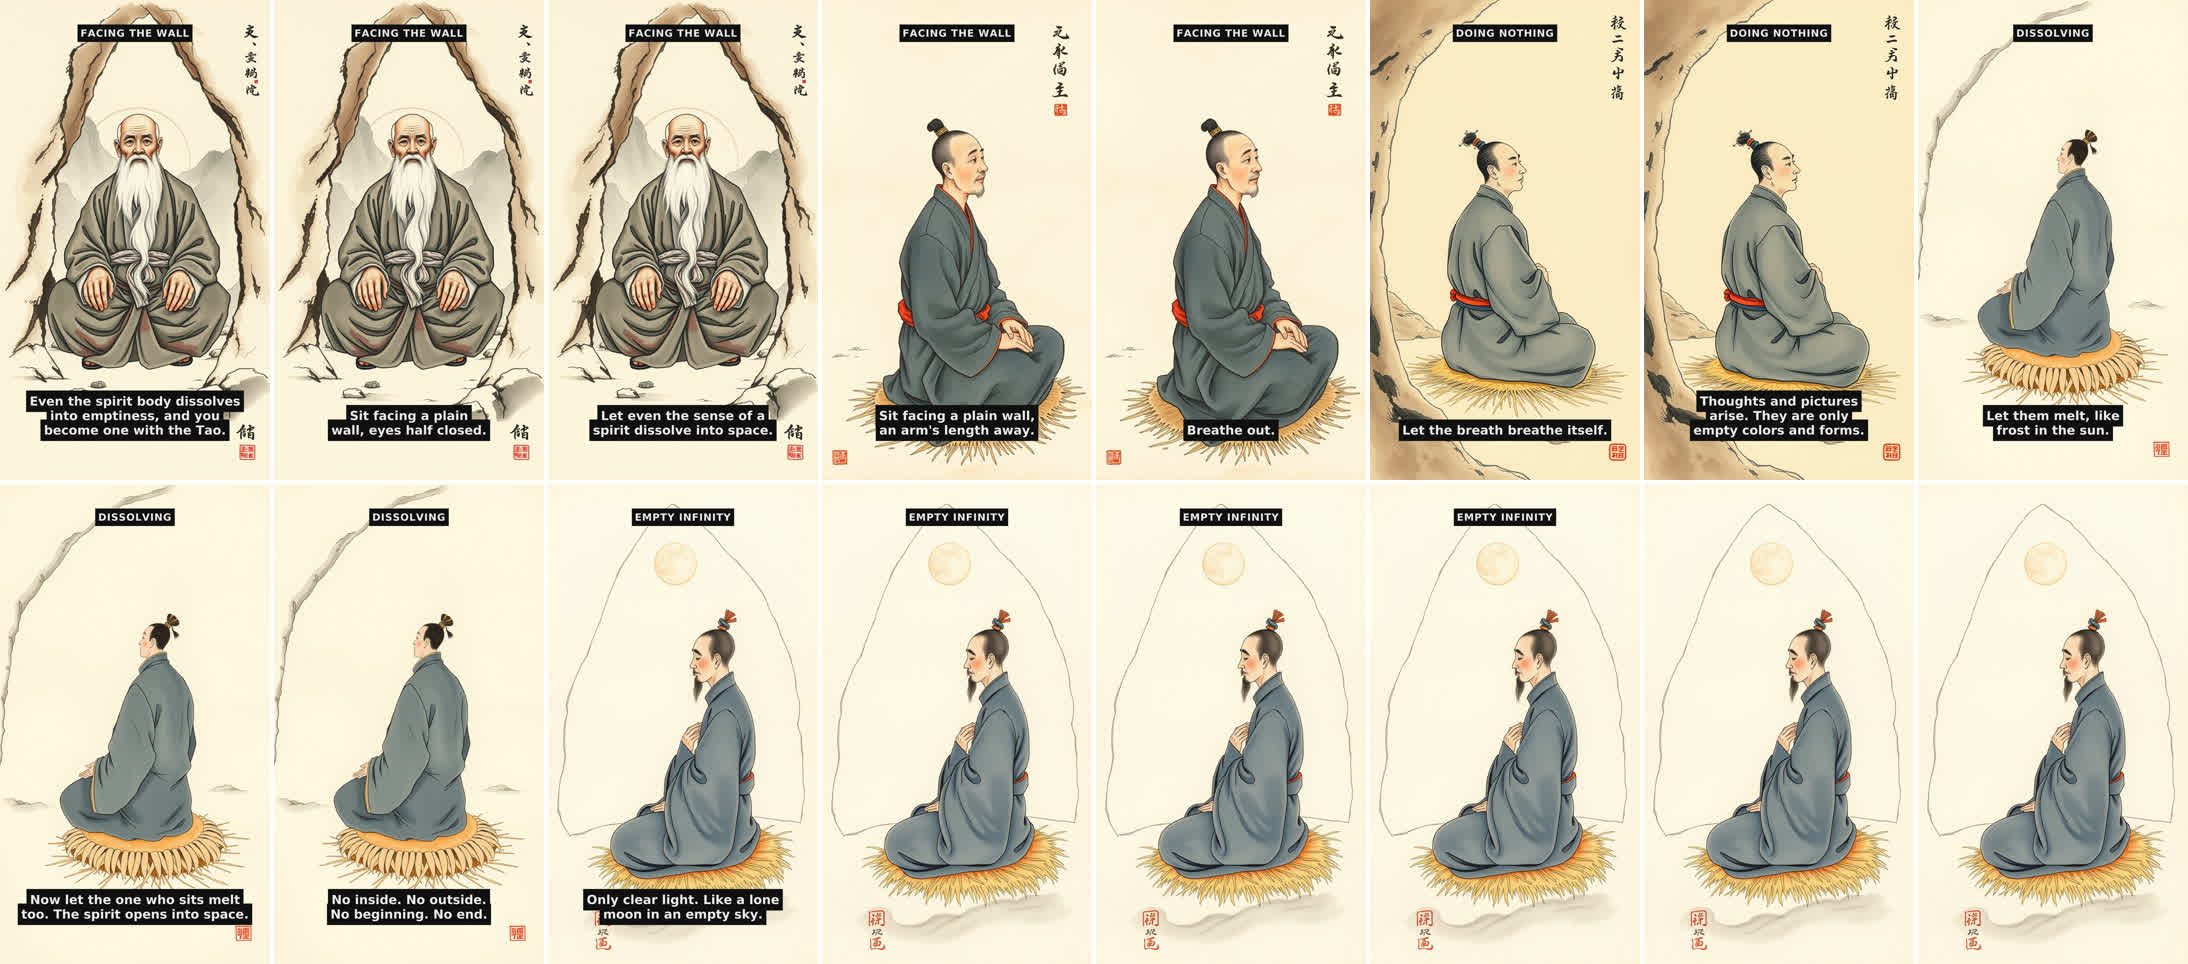 FACING THE WALL
Even the spirit body dissolves
into emptiness, and you
become one with the Tao.
FACING THE WALL
Sit facing a plain
wall, eyes half closed.
FACING THE WALL
Let even the sense of a
spirit dissolve into space.
FACING THE WALL
Sit facing a plain wall,
an arm's length away.
FACING THE WALL
Breathe out.
DOING NOTHING
Let the breath breathe itself.
DOING NOTHING
Thoughts and pictures
arise. They are only
empty colors and forms.
DISSOLVING
Let them melt, like
frost in the sun.
DISSOLVING
Now let the one who sits melt
too. The spirit opens into space.
DISSOLVING
No inside. No outside.
No beginning. No end.
EMPTY INFINITY
Only clear light. Like a lone
moon in an empty sky.
EMPTY INFINITY
EMPTY INFINITY
EMPTY INFINITY